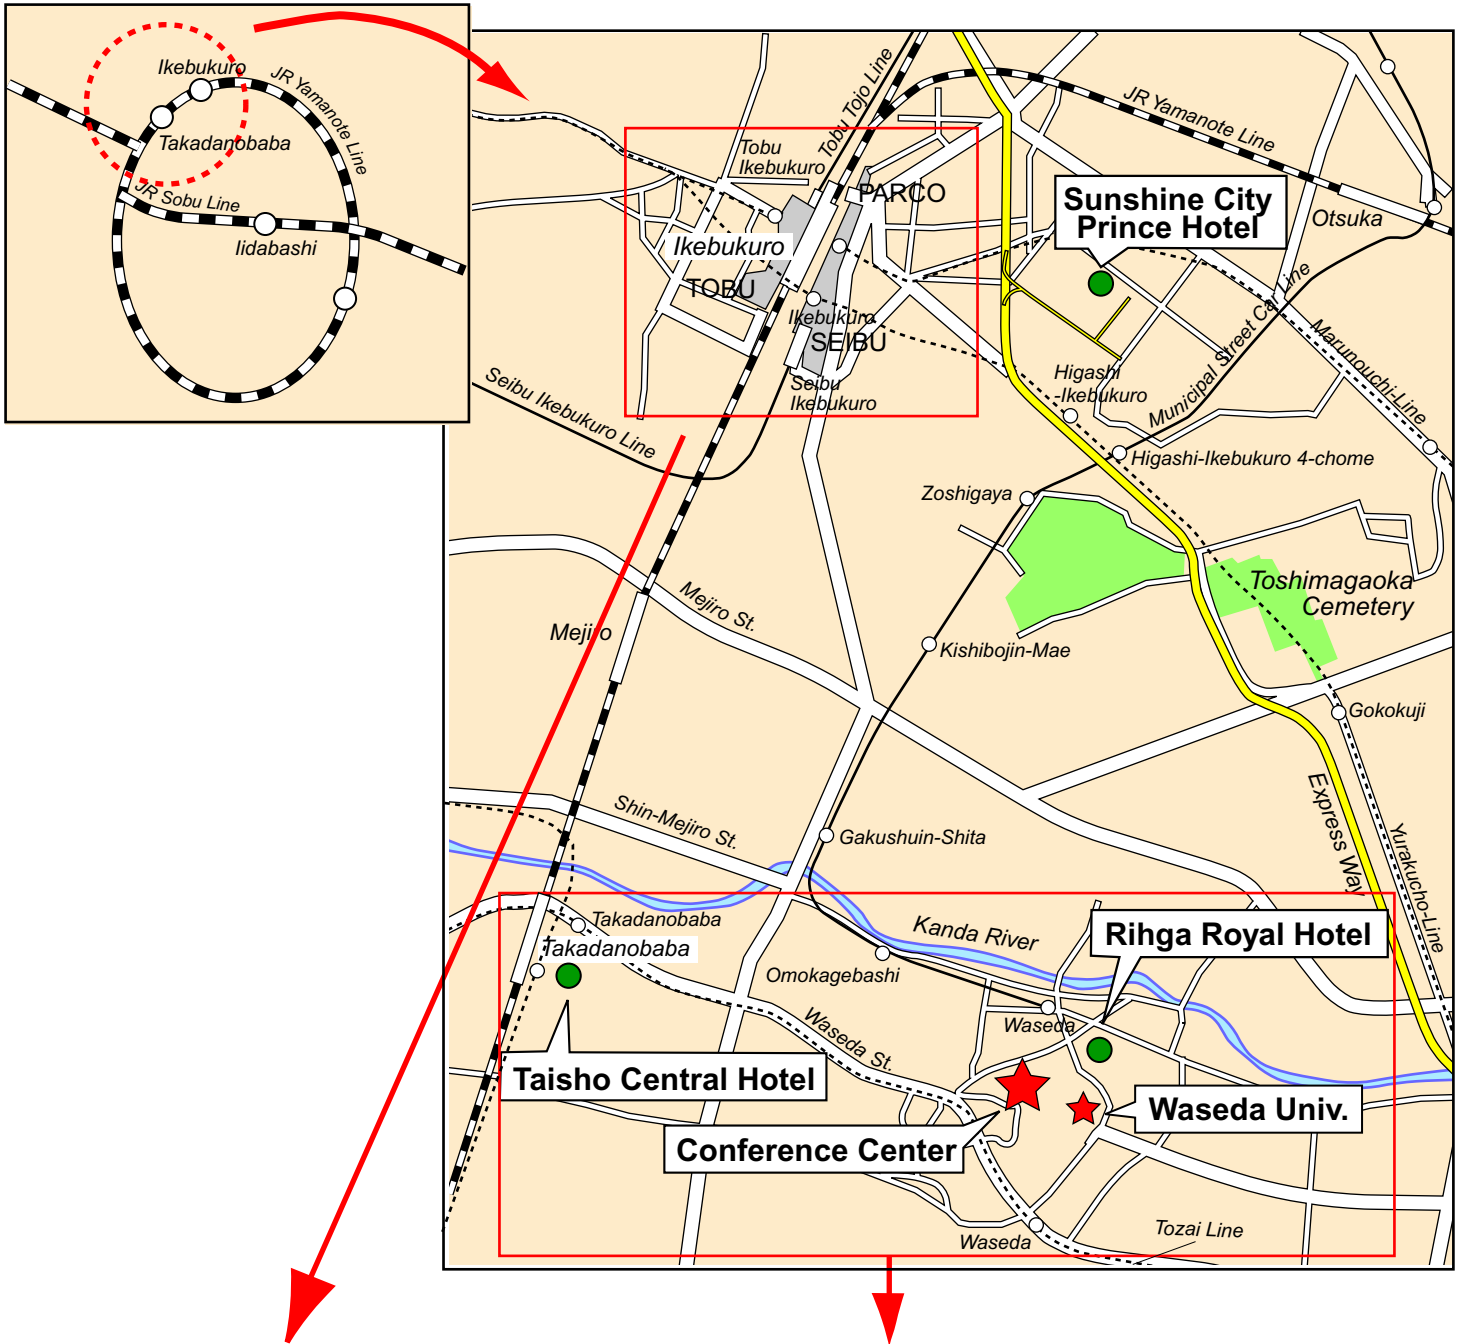 Ikebukuro
JR Yamanote Line
Takadanobaba
JR Sobu Line
Iidabashi
Tobu Tojo Line
JR Yamanote Line
Tobu
Ikebukuro
PARCO
Sunshine City
Prince Hotel
Otsuka
Ikebukuro
TOBU
Ikebukuro
SEIBU
Seibu
Ikebukuro
Municipal Street Car Line
Marunouchi-Line
Higashi
-Ikebukuro
Seibu Ikebukuro Line
Higashi-Ikebukuro 4-chome
Zoshigaya
Toshimagaoka
Cemetery
Mejiro St.
Mejiro
Kishibojin-Mae
Gokokuji
Express Way
Yurakucho-Line
Shin-Mejiro St.
Gakushuin-Shita
Takadanobaba
Takadanobaba
Kanda River
Rihga Royal Hotel
Omokagebashi
Waseda
Waseda St.
Taisho Central Hotel
Waseda Univ.
Conference Center
Waseda
Tozai Line